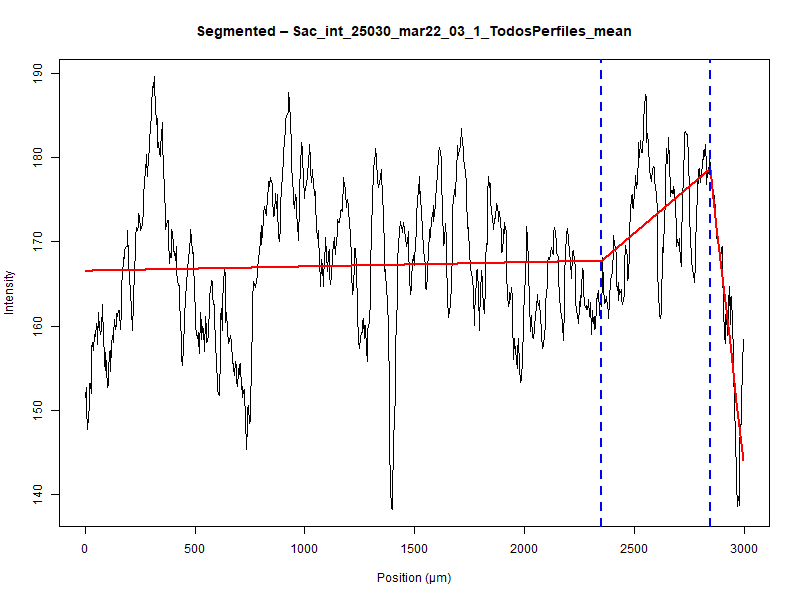 Segmented – Sac_int_25030_mar22_03_1_TodosPerfiles_mean
Intensity
190
180
170
160
150
140
0 500 1000 1500 2000 2500 3000
Position (µm)